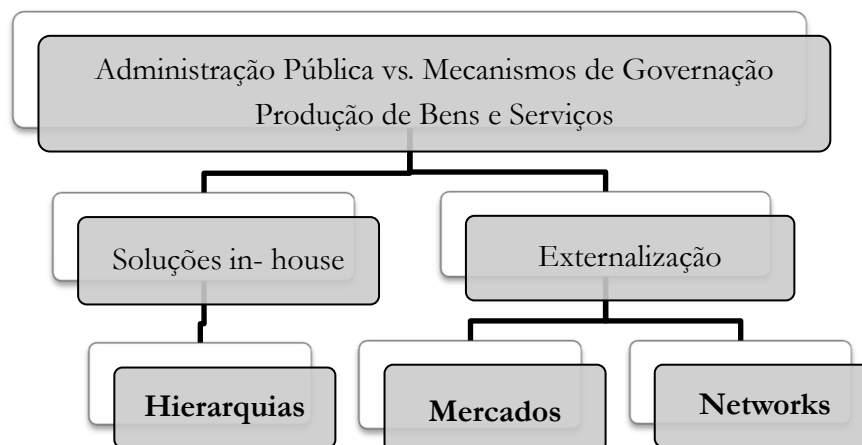 Administração Pública vs. Mecanismos de Governação
Produção de Bens e Serviços
Soluções in- house
Externalização
Hierarquias
Mercados
Networks